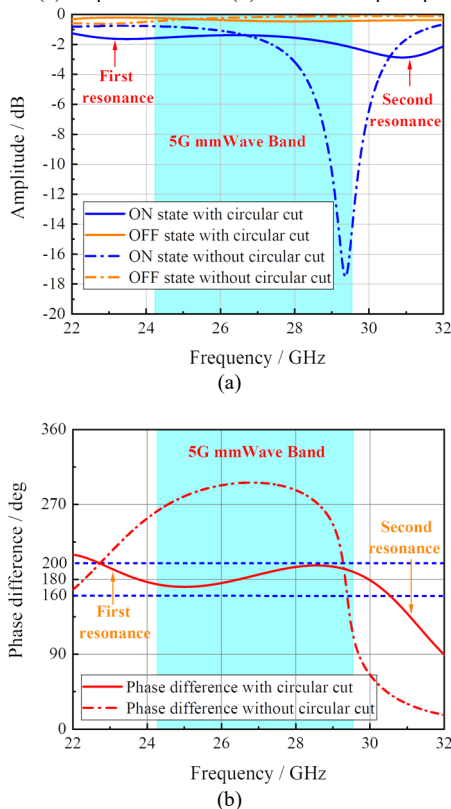 0
-2
-4
-6
-8
-10
-12
-14
-16
-18
-20
Amplitude / dB
First
resonance
Second
resonance
5G mmWave Band
ON state with circular cut
OFF state with circular cut
ON state without circular cut
OFF state without circular cut
22 24 26 28 30 32
Frequency / GHz
(a)
360
270
200
180
160
90
0
Phase difference / deg
5G mmWave Band
Second
resonance
First
resonance
Phase difference with circular cut
Phase difference without circular cut
22 24 26 28 30 32
Frequency / GHz
(b)